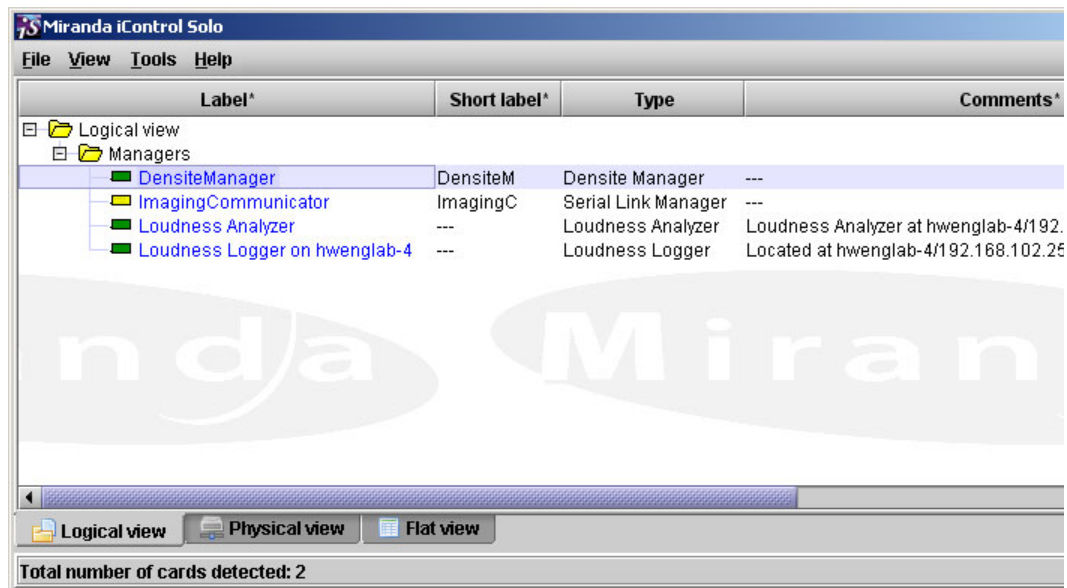 Miranda iControl Solo
File View Tools Help
Label* Short label* Type Comments*
Logical view
Managers
DensiteManager DensiteM Densite Manager ---
ImagingCommunicator ImagingC Serial Link Manager ---
Loudness Analyzer --- Loudness Analyzer Loudness Analyzer at hwenglab-4/192.
Loudness Logger on hwenglab-4 --- Loudness Logger Located at hwenglab-4/192.168.102.25
nda Miran
Logical view Physical view Flat view
Total number of cards detected: 2